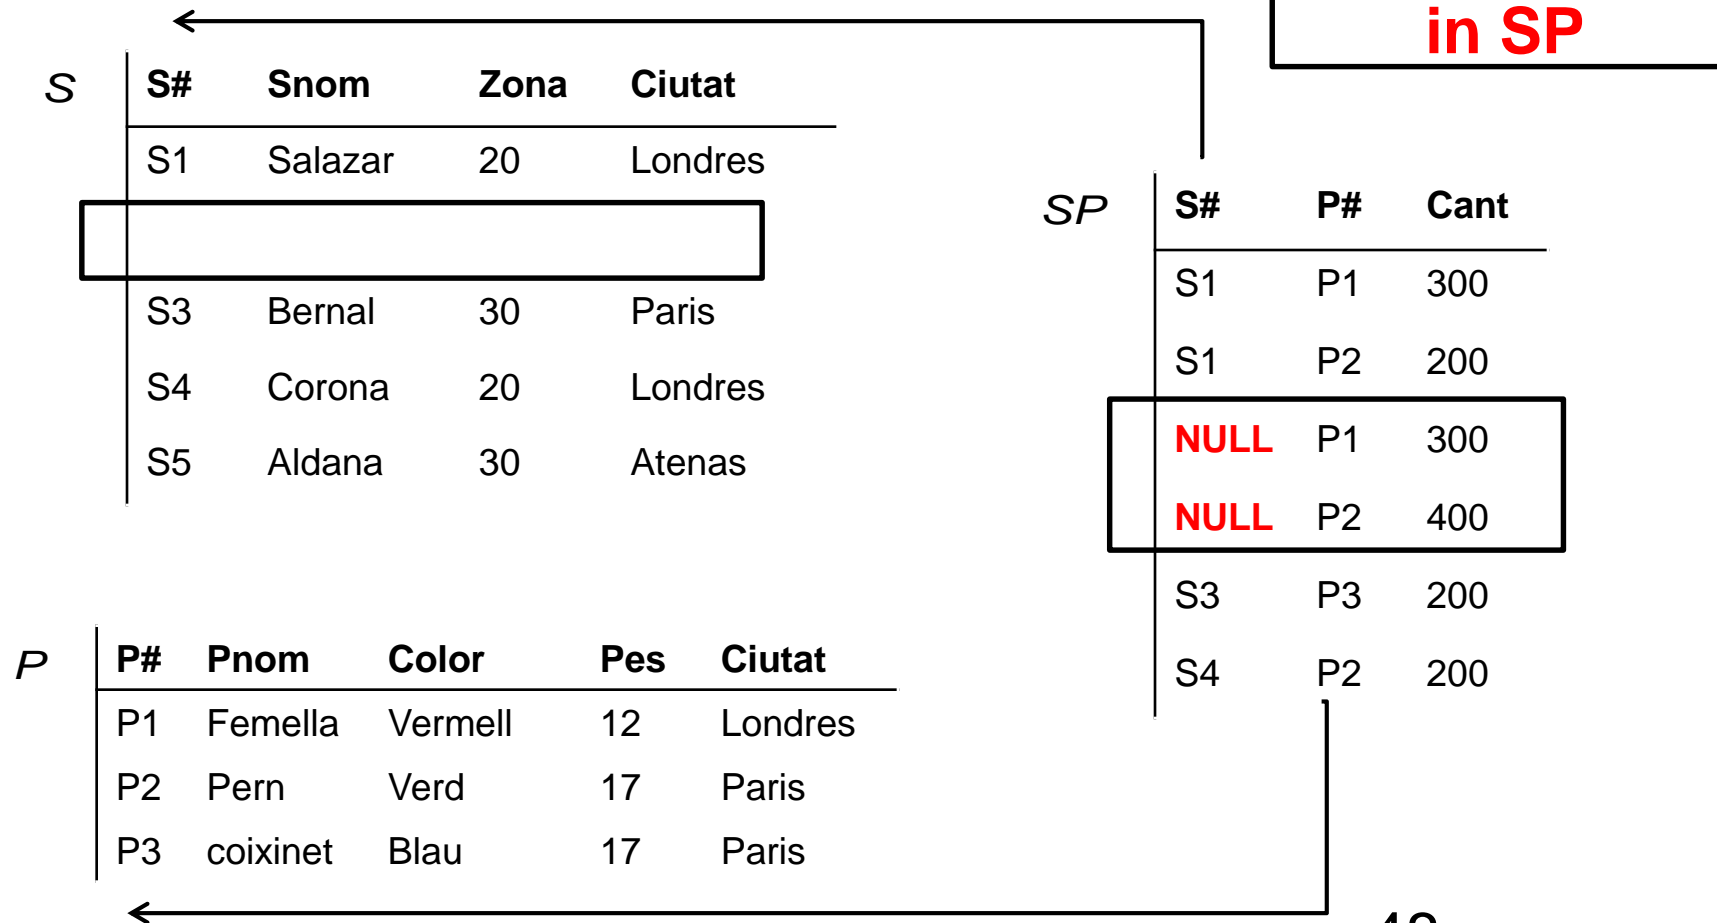 in SP
S
S# Snom Zona Ciutat
S1 Salazar 20 Londres
S3 Bernal 30 Paris
S4 Corona 20 Londres
S5 Aldana 30 Atenas
SP
S# P# Cant
S1 P1 300
S1 P2 200
NULL P1 300
NULL P2 400
S3 P3 200
S4 P2 200
P
P# Pnom Color Pes Ciutat
P1 Femella Vermell 12 Londres
P2 Pern Verd 17 Paris
P3 coixinet Blau 17 Paris